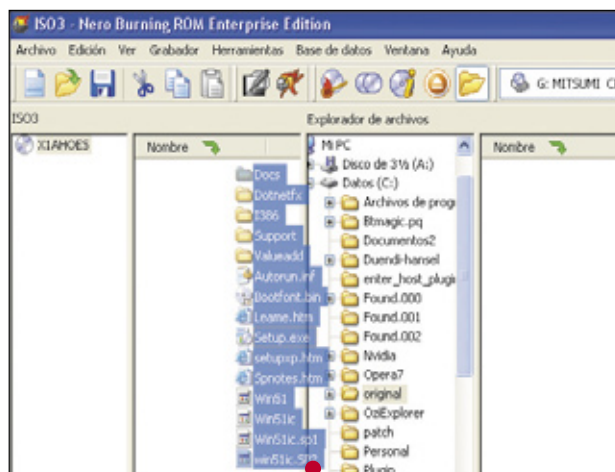 ISO3 - Nero Burning ROM Enterprise Edition
Archivo Edición Ver Grabador Herramientas Base de datos Ventana Ayuda
G: MITSUMI
ISO3
X1AHOES
Nombre
Docs
Dotnetfx
I386
Support
Valueadd
Autorun.inf
Bootfont.bin
Leame.htm
Setup.exe
setupxp.htm
Spnotes.htm
Win51
Win51ic
Win51ic.sp1
win51ic.SP2
Explorador de archivos
Mi PC
Disco de 3½ (A:)
Datos (C:)
Archivos de prog
Btmagic.pq
Documentos2
Duendi-hansel
enter_host_plugi
Found.000
Found.001
Found.002
Nvidia
Opera7
original
OziExplorer
patch
Personal
Plugin
Nombre